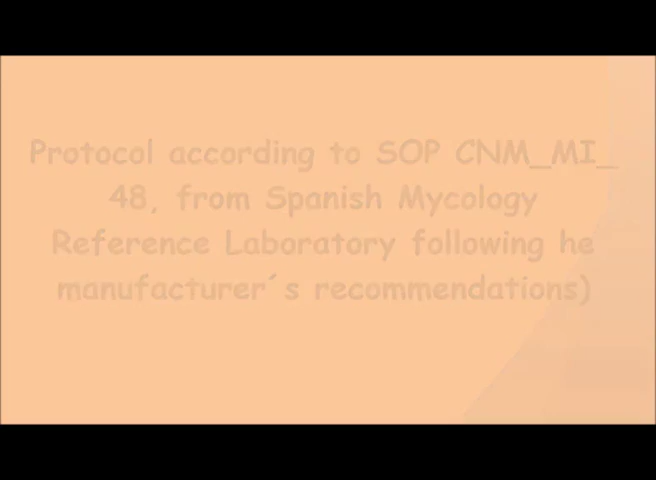 Protocol according to SOP CNM_MI_
48, from Spanish Mycology
Reference Laboratory following he
manufacturer´s recommendations)